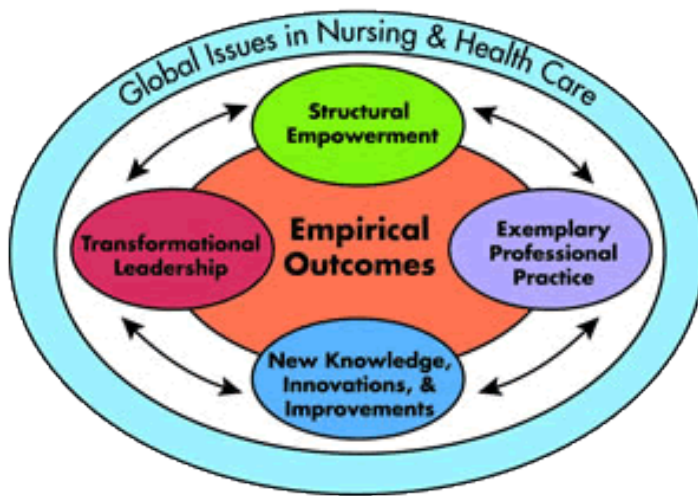 Global Issues in Nursing & Health Care
Structural
Empowerment
Transformational
Leadership
Empirical
Outcomes
Exemplary
Professional
Practice
New Knowledge,
Innovations, &
Improvements